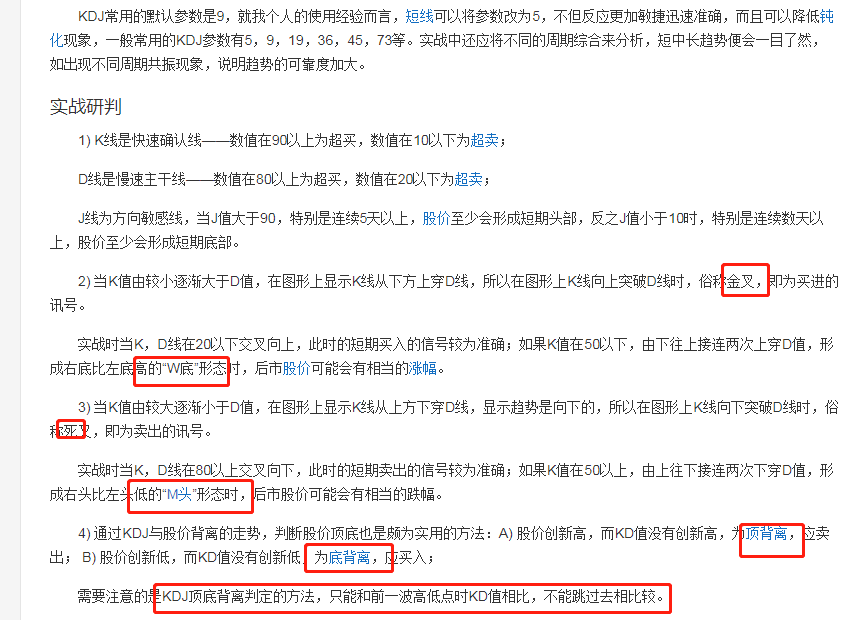 KDJ常用的默认参数是9，就我个人的使用经验而言，短线可以将参数改为5，不但反应更加敏捷迅速准确，而且可以降低钝
化现象，一般常用的KDJ参数有5，9，19，36，45，73等。实战中还应将不同的周期综合来分析，短中长趋势便会一目了然，
如出现不同周期共振现象，说明趋势的可靠度加大。
实战研判
1) K线是快速确认线——数值在90以上为超买，数值在10以下为超卖；
D线是慢速主干线——数值在80以上为超买，数值在20以下为超卖；
J线为方向敏感线，当J值大于90，特别是连续5天以上，股价至少会形成短期头部，反之J值小于10时，特别是连续数天以
上，股价至少会形成短期底部。
2) 当K值由较小逐渐大于D值，在图形上显示K线从下方上穿D线，所以在图形上K线向上突破D线时，俗称金叉，即为买进的
讯号。
实战时当K，D线在20以下交叉向上，此时的短期买入的信号较为准确；如果K值在50以下，由下往上接连两次上穿D值，形
成右底比左底高的“W底”形态时，后市股价可能会有相当的涨幅。
3) 当K值由较大逐渐小于D值，在图形上显示K线从上方下穿D线，显示趋势是向下的，所以在图形上K线向下突破D线时，俗
称死叉，即为卖出的讯号。
实战时当K，D线在80以上交叉向下，此时的短期卖出的信号较为准确；如果K值在50以上，由上往下接连两次下穿D值，形
成右头比左头低的“M头”形态时，后市股价可能会有相当的跌幅。
4) 通过KDJ与股价背离的走势，判断股价顶底也是颇为实用的方法：A) 股价创新高，而KD值没有创新高，为顶背离，应卖
出； B) 股价创新低，而KD值没有创新低，为底背离，应买入；
需要注意的是KDJ顶底背离判定的方法，只能和前一波高低点时KD值相比，不能跳过去相比较。